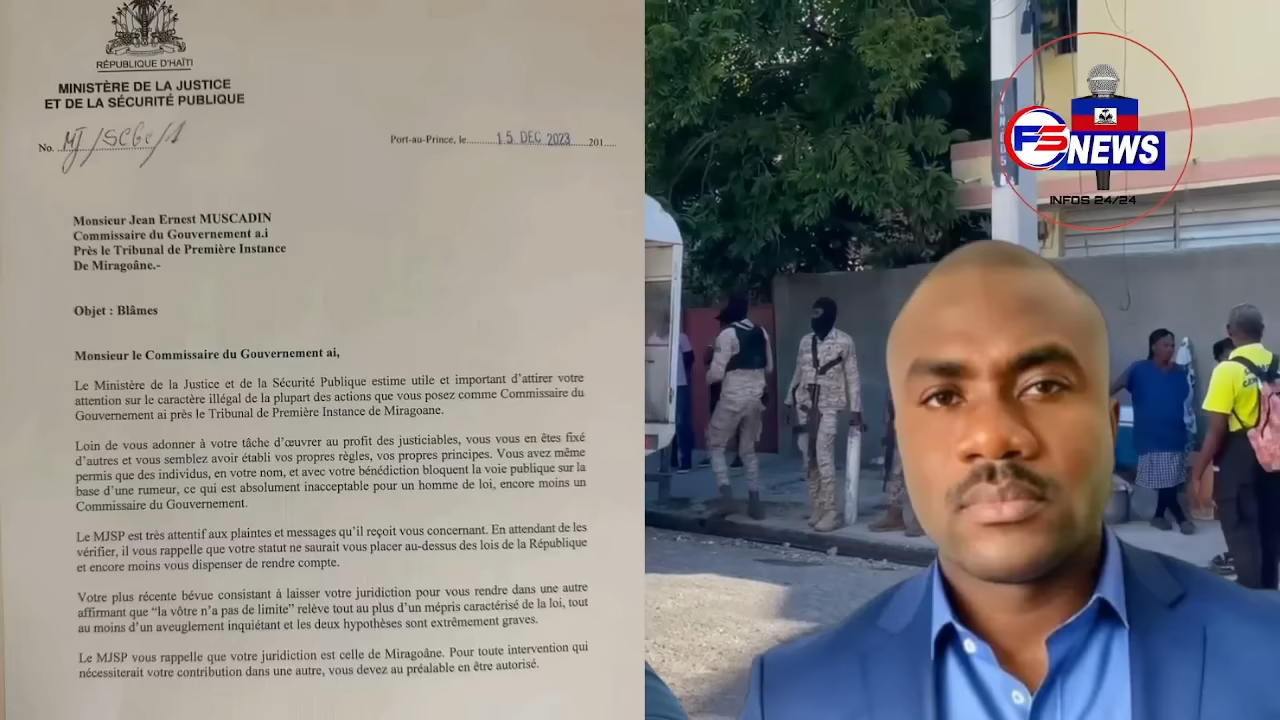 RÉPUBLIQUE D'HAÏTI
MINISTÈRE DE LA JUSTICE
ET DE LA SÉCURITÉ PUBLIQUE
No. MJ/SCGC/1
Port-au-Prince, le 15 DEC 2023 201....
Monsieur Jean Ernest MUSCADIN
Commissaire du Gouvernement a.i
Près le Tribunal de Première Instance
De Miragoâne.-
Objet : Blâmes
Monsieur le Commissaire du Gouvernement ai,
Le Ministère de la Justice et de la Sécurité Publique estime utile et important d'attirer votre
attention sur le caractère illégal de la plupart des actions que vous posez comme Commissaire du
Gouvernement ai près le Tribunal de Première Instance de Miragoane.
Loin de vous adonner à votre tâche d'œuvrer au profit des justiciables, vous vous en êtes fixé
d'autres et vous semblez avoir établi vos propres règles, vos propres principes. Vous avez même
permis que des individus, en votre nom, et avec votre bénédiction bloquent la voie publique sur la
base d'une rumeur, ce qui est absolument inacceptable pour un homme de loi, encore moins un
Commissaire du Gouvernement.
Le MJSP est très attentif aux plaintes et messages qu'il reçoit vous concernant. En attendant de les
vérifier, il vous rappelle que votre statut ne saurait vous placer au-dessus des lois de la République
et encore moins vous dispenser de rendre compte.
Votre plus récente bévue consistant à laisser votre juridiction pour vous rendre dans une autre
affirmant que "la vôtre n'a pas de limite" relève tout au plus d'un mépris caractérisé de la loi, tout
au moins d'un aveuglement inquiétant et les deux hypothèses sont extrêmement graves.
Le MJSP vous rappelle que votre juridiction est celle de Miragoâne. Pour toute intervention qui
nécessiterait votre contribution dans une autre, vous devez au préalable en être autorisé.
FS NEWS
INFOS 24/24